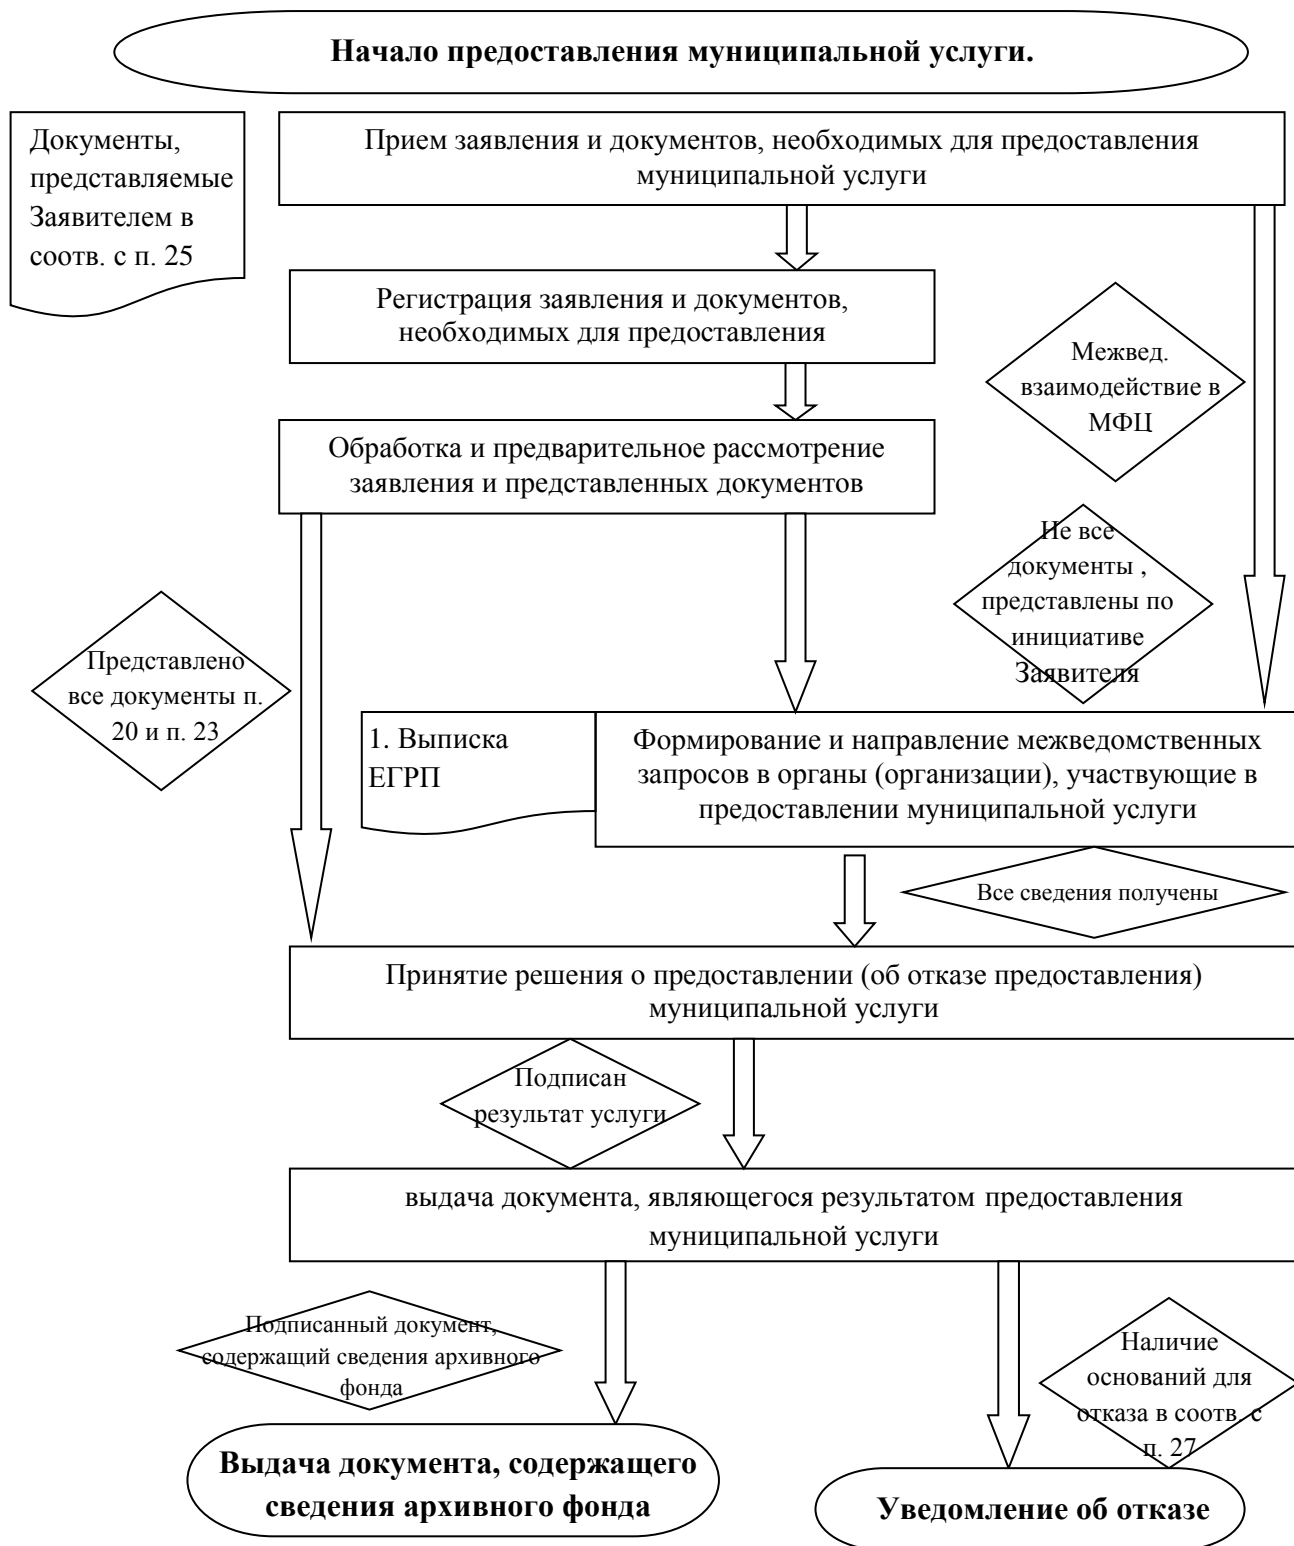 Начало предоставления муниципальной услуги.
Документы,
представляемые
Заявителем в
соотв. с п. 25
Прием заявления и документов, необходимых для предоставления
муниципальной услуги
Регистрация заявления и документов,
необходимых для предоставления
Межвед.
взаимодействие в
МФЦ
Обработка и предварительное рассмотрение
заявления и представленных документов
Не все
документы ,
представлены по
инициативе
Заявителя
Представлено
все документы п.
20 и п. 23
1. Выписка
ЕГРП
Формирование и направление межведомственных
запросов в органы (организации), участвующие в
предоставлении муниципальной услуги
Все сведения получены
Принятие решения о предоставлении (об отказе предоставления)
муниципальной услуги
Подписан
результат услуги
выдача документа, являющегося результатом предоставления
муниципальной услуги
Подписанный документ,
содержащий сведения архивного
фонда
Наличие
оснований для
отказа в соотв. с
п. 27
Выдача документа, содержащего
сведения архивного фонда
Уведомление об отказе